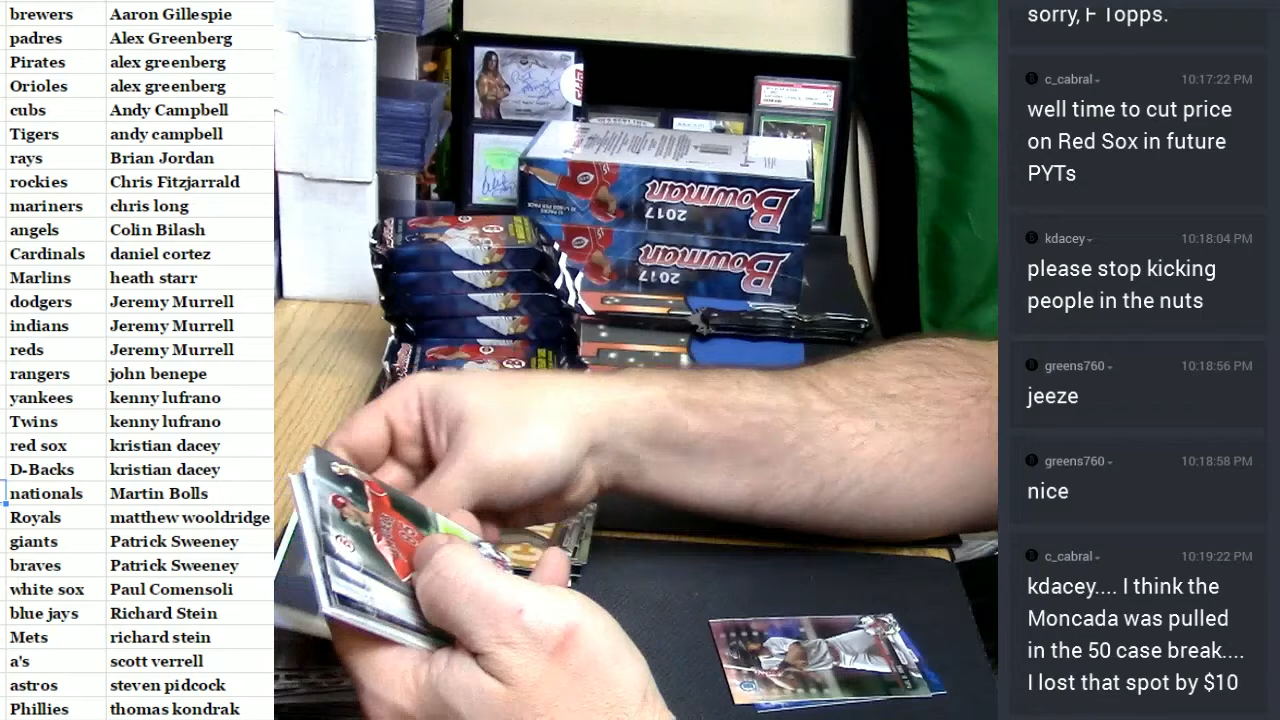 brewers Aaron Gillespie
padres Alex Greenberg
Pirates alex greenberg
Orioles alex greenberg
cubs Andy Campbell
Tigers andy campbell
rays Brian Jordan
rockies Chris Fitzjarrald
mariners chris long
angels Colin Bilash
Cardinals daniel cortez
Marlins heath starr
dodgers Jeremy Murrell
indians Jeremy Murrell
reds Jeremy Murrell
rangers john benepe
yankees kenny lufrano
Twins kenny lufrano
red sox kristian dacey
D-Backs kristian dacey
nationals Martin Bolls
Royals matthew wooldridge
giants Patrick Sweeney
braves Patrick Sweeney
white sox Paul Comensoli
blue jays Richard Stein
Mets richard stein
a's scott verrell
astros steven pidcock
Phillies thomas kondrak
2017
Bowman
2017
Bowman
sorry, F Topps.
c_cabral 10:17:22 PM
well time to cut price
on Red Sox in future
PYTs
kdacey 10:18:04 PM
please stop kicking
people in the nuts
greens760 10:18:56 PM
jeeze
greens760 10:18:58 PM
nice
c_cabral 10:19:22 PM
kdacey.... I think the
Moncada was pulled
in the 50 case break....
I lost that spot by $10